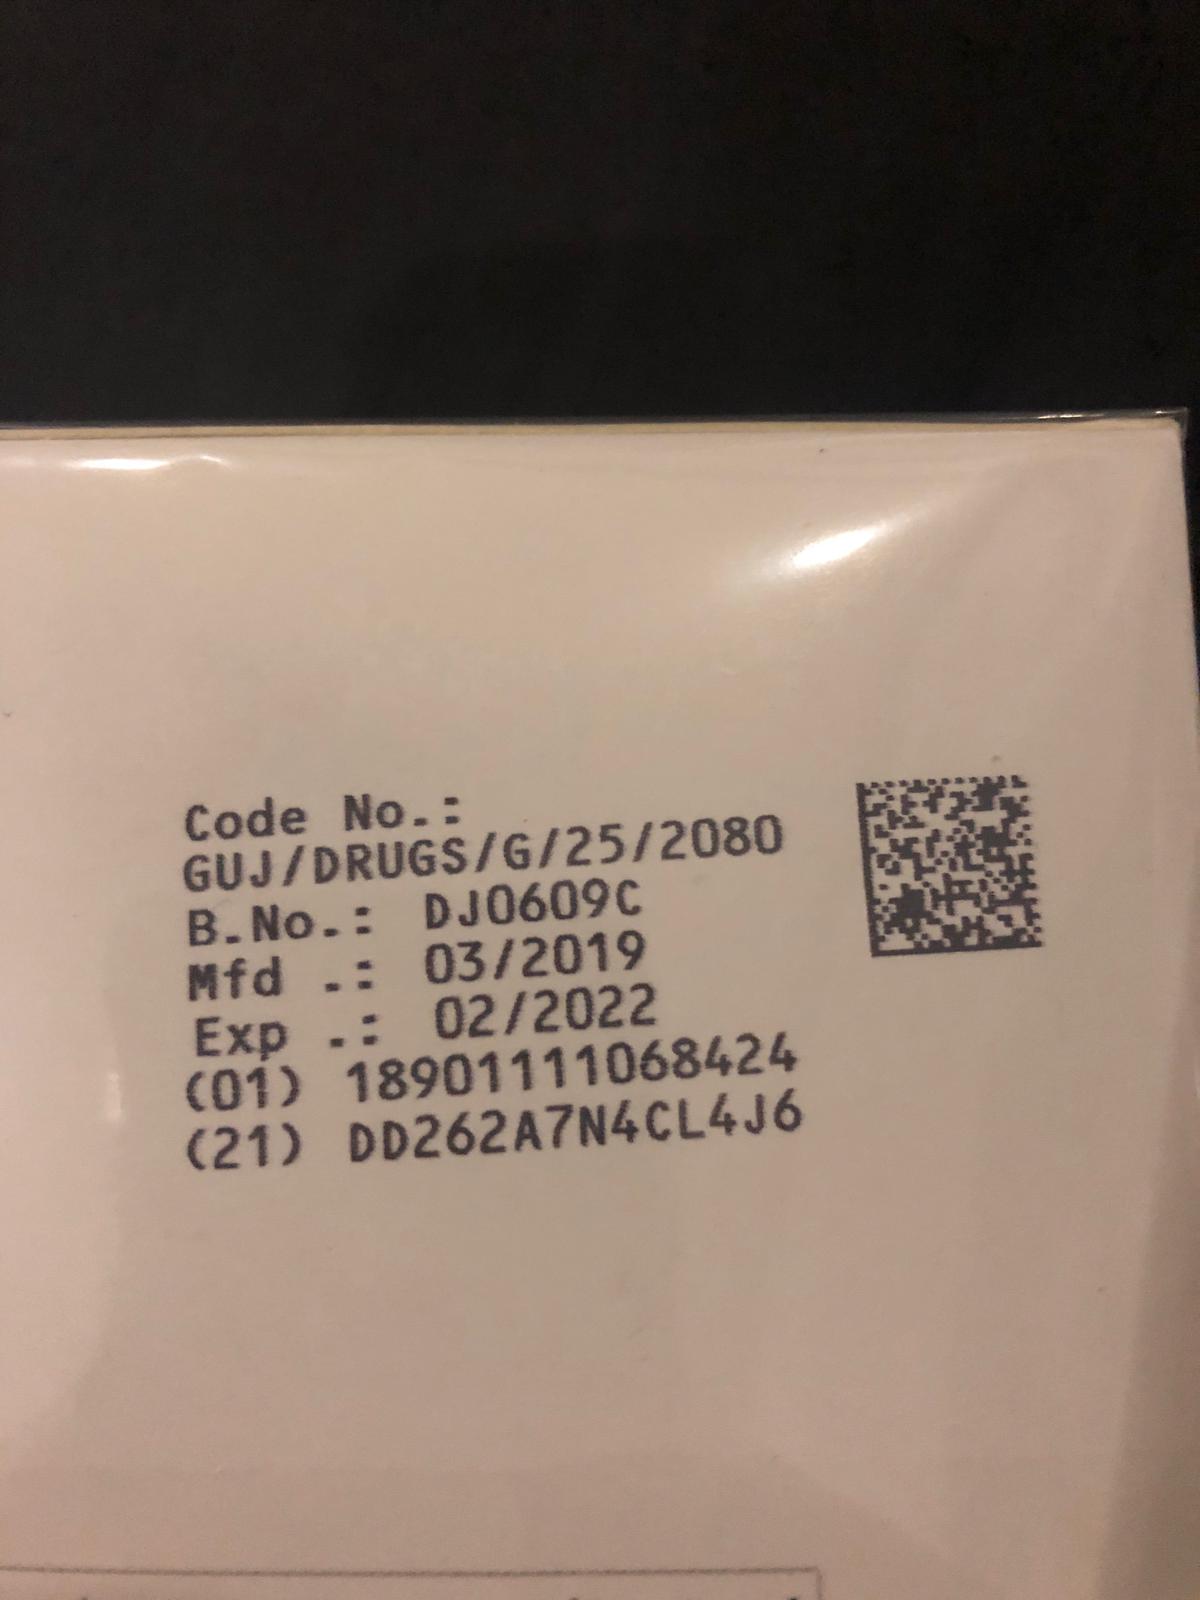 Code No.:
GUJ/DRUGS/G/25/2080
B.No.: DJ0609C
Mfd .: 03/2019
Exp .: 02/2022
(01) 18901111068424
(21) DD262A7N4CL4J6